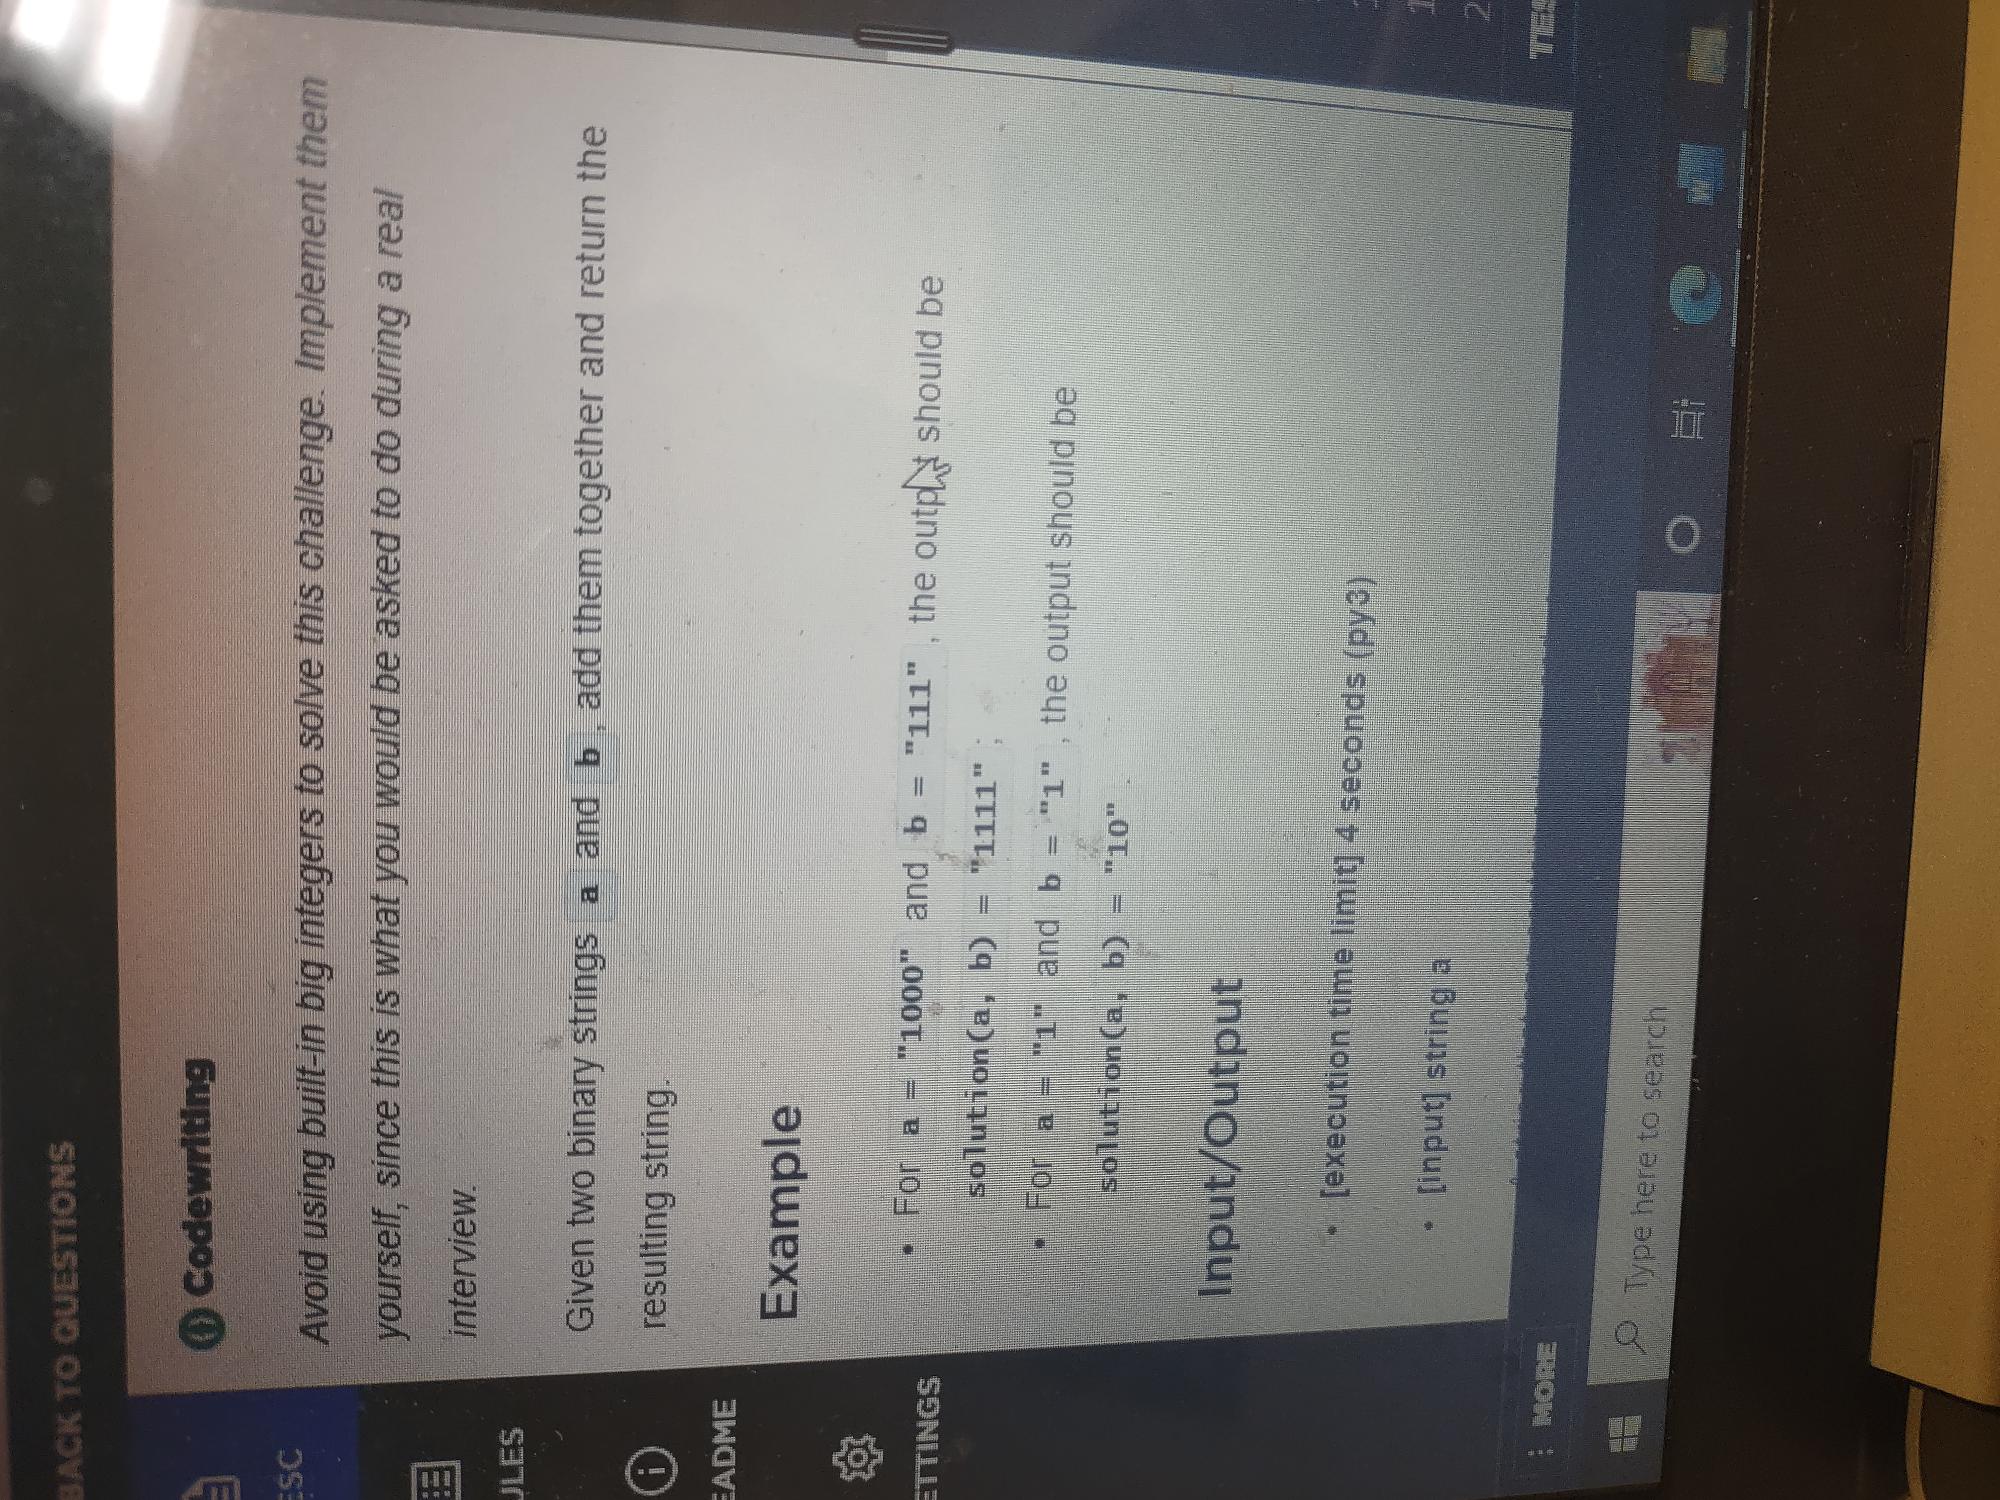 BACK TO QUESTIONS
Codewriting
ESC
Avoid using built-in big integers to solve this challenge. Implement them
yourself, since this is what you would be asked to do during a real
interview.
ULES
Given two binary strings a and b, add them together and return the
resulting string.
EADME
Example
ETTINGS
• For a = "1000" and b = "111", the output should be
solution(a, b) = "1111";
• For a = "1" and b = "1", the output should be
solution(a, b) = "10".
Input/Output
• [execution time limit] 4 seconds (py3)
• [input] string a
1
2
MORE
TES
Type here to search